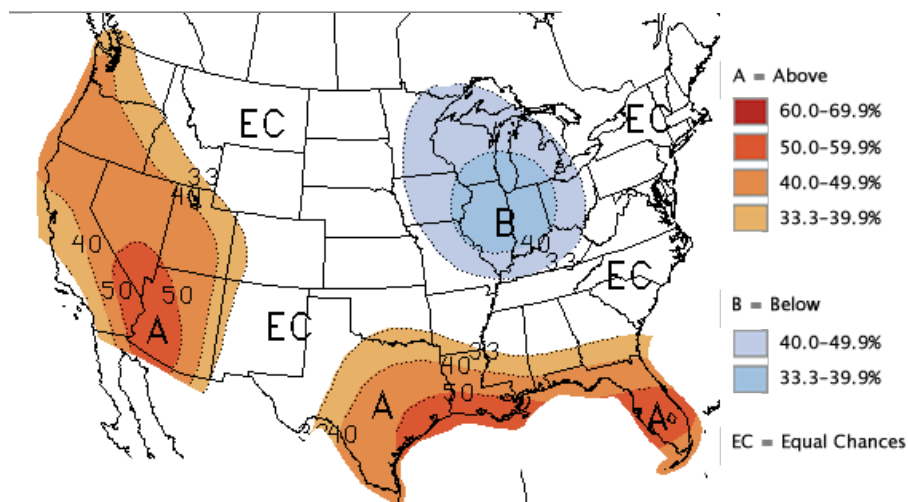 A = Above
60.0-69.9%
50.0-59.9%
40.0-49.9%
33.3-39.9%
B = Below
40.0-49.9%
33.3-39.9%
EC = Equal Chances
EC
EC
33
40
B
40
40
33
EC
50
50
A
EC
33
40
50
A
A
40